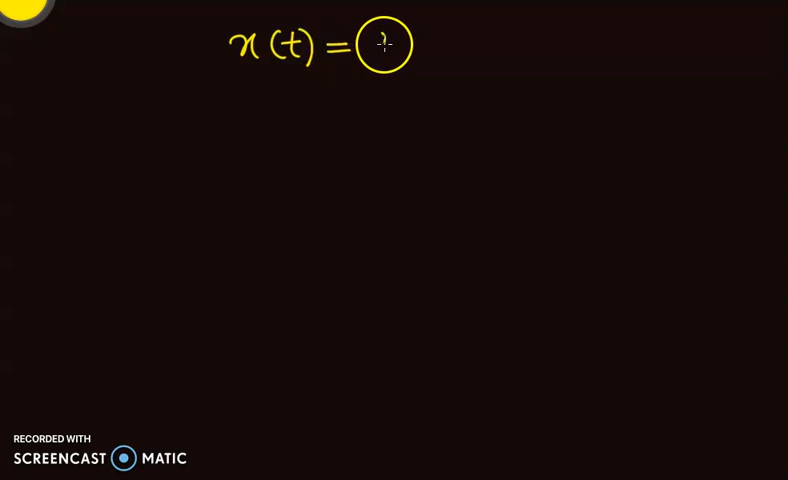 x(t) =
RECORDED WITH
SCREENCAST MATIC